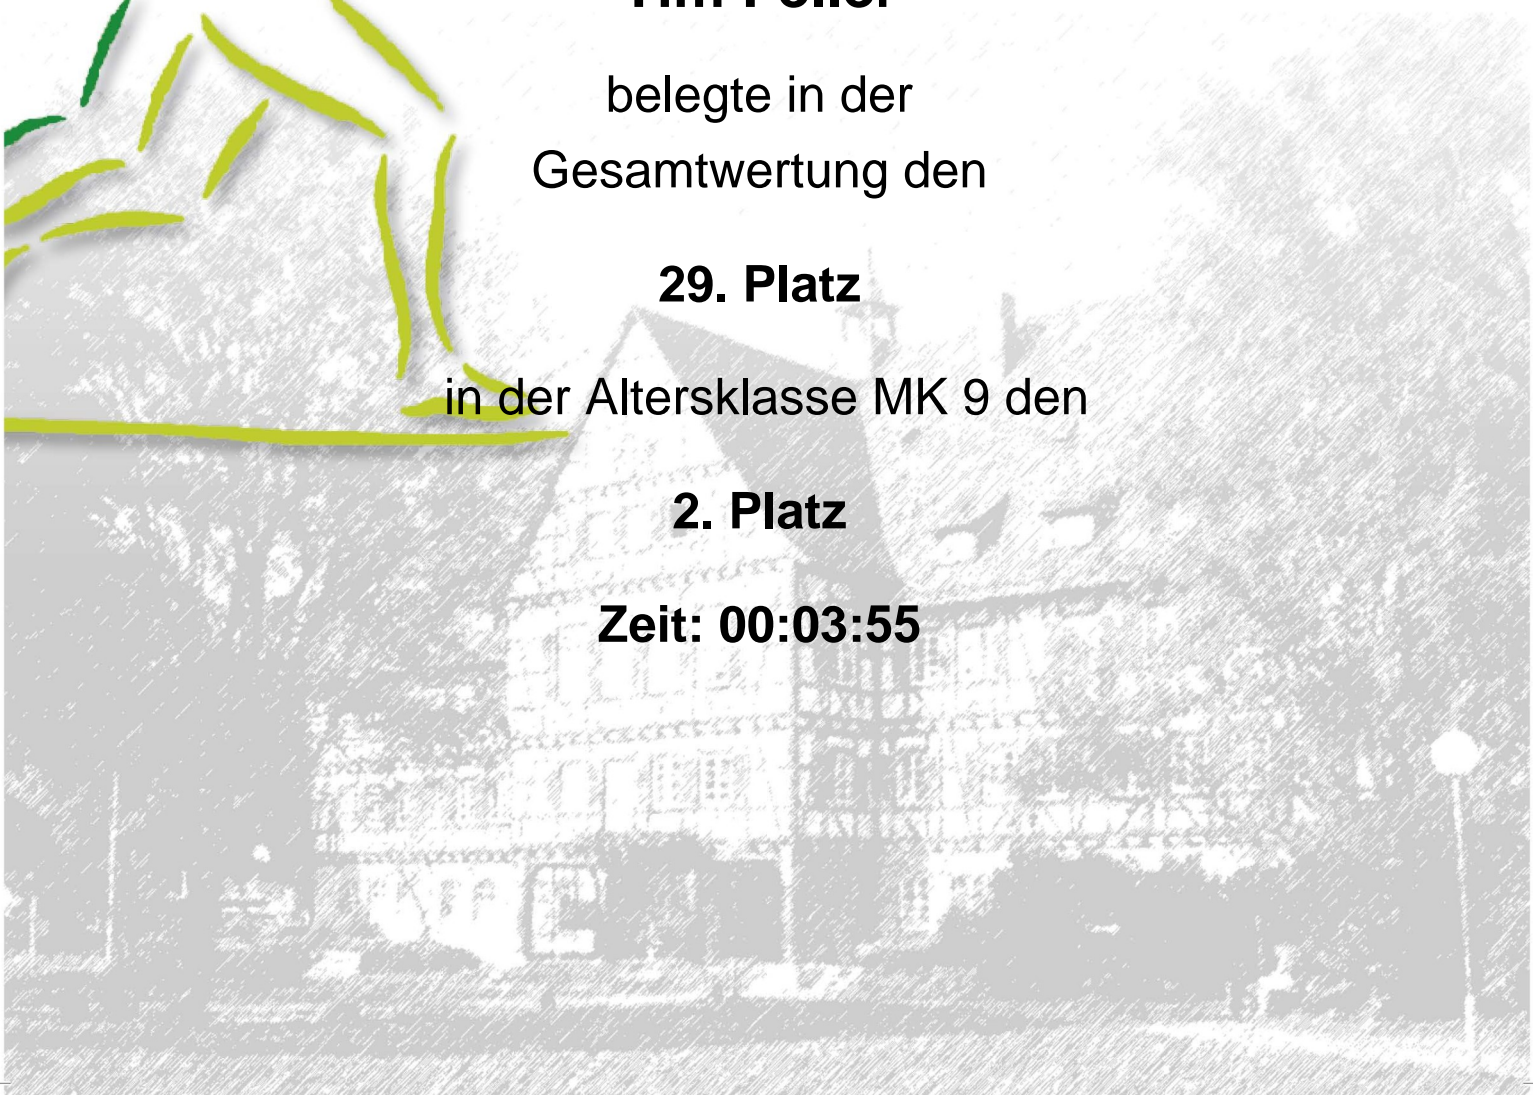 belegte in der
Gesamtwertung den
29. Platz
in der Altersklasse MK 9 den
2. Platz
Zeit: 00:03:55